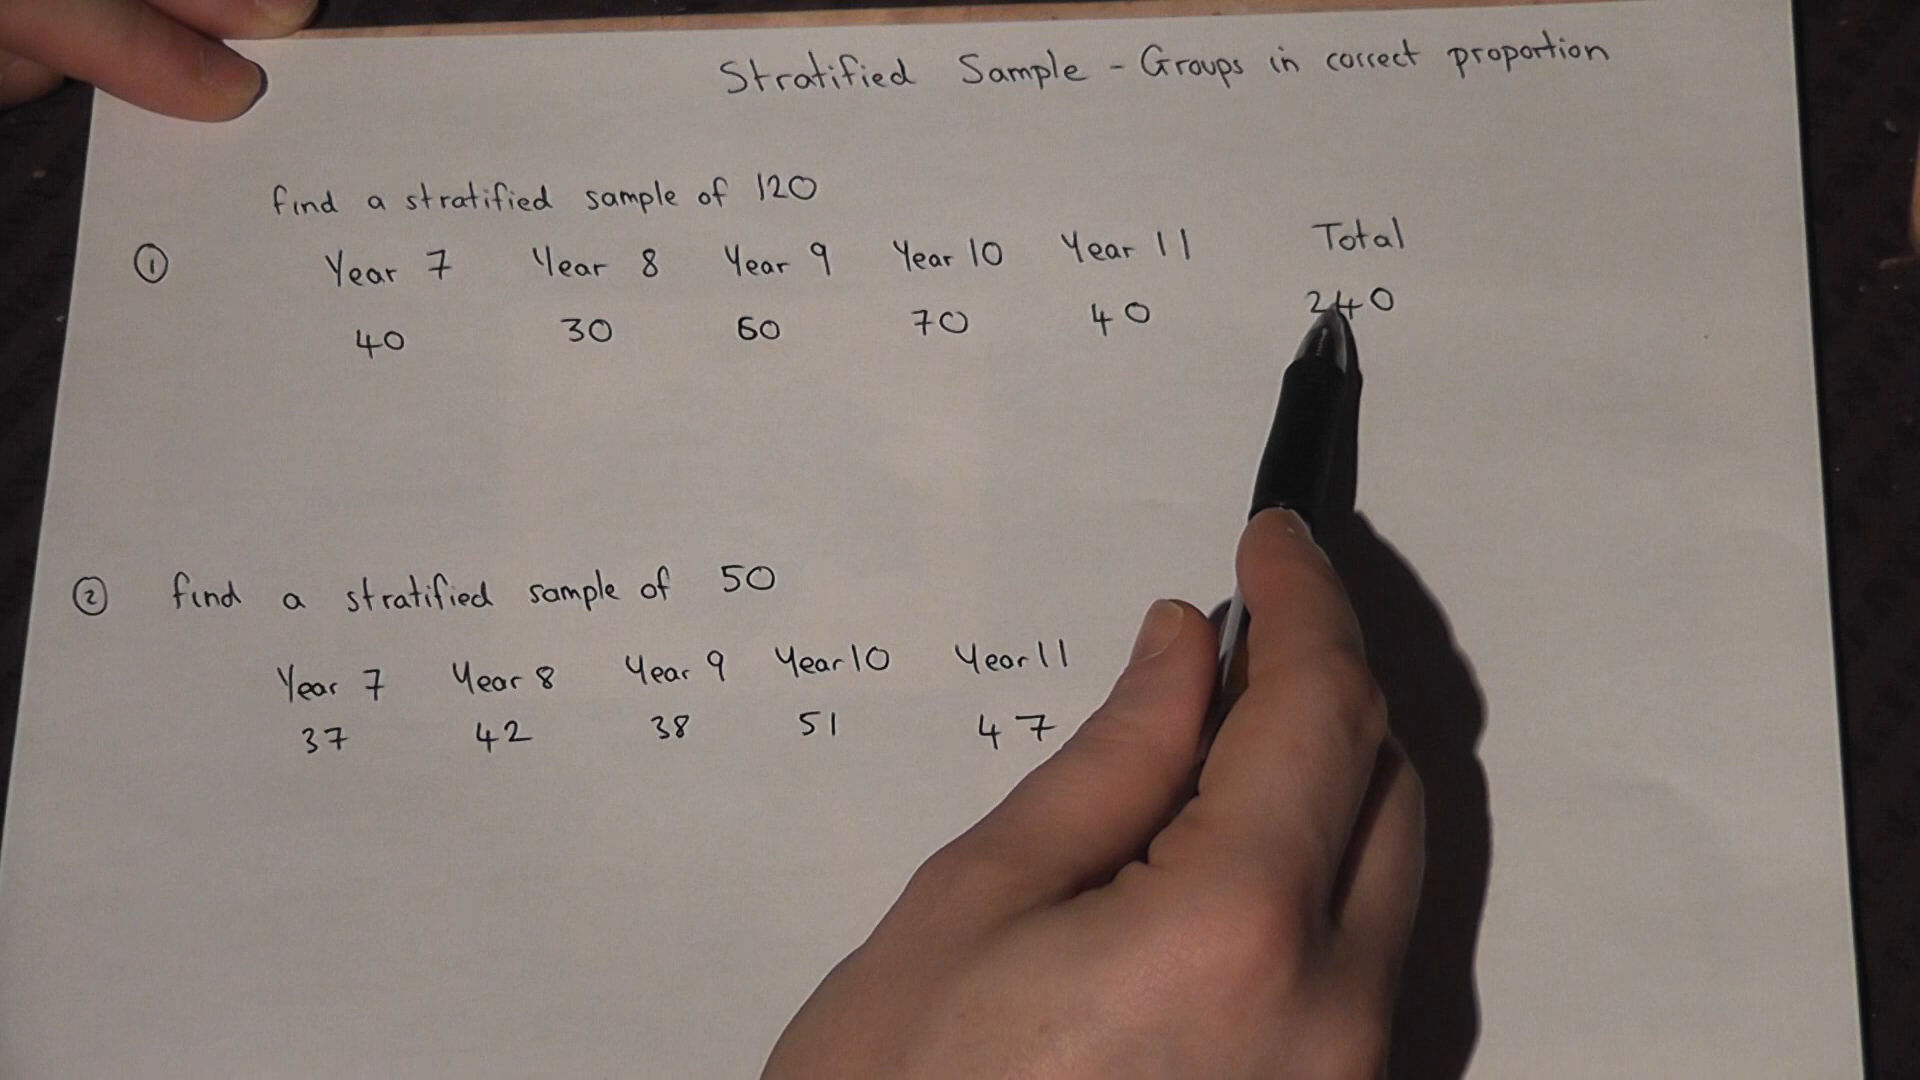 Stratified Sample - Groups in correct proportion
find a stratified sample of 120
① Year 7 Year 8 Year 9 Year 10 Year 11 Total
40 30 60 70 40 240
② find a stratified sample of 50
Year 7 Year 8 Year 9 Year 10 Year 11
37 42 38 51 47